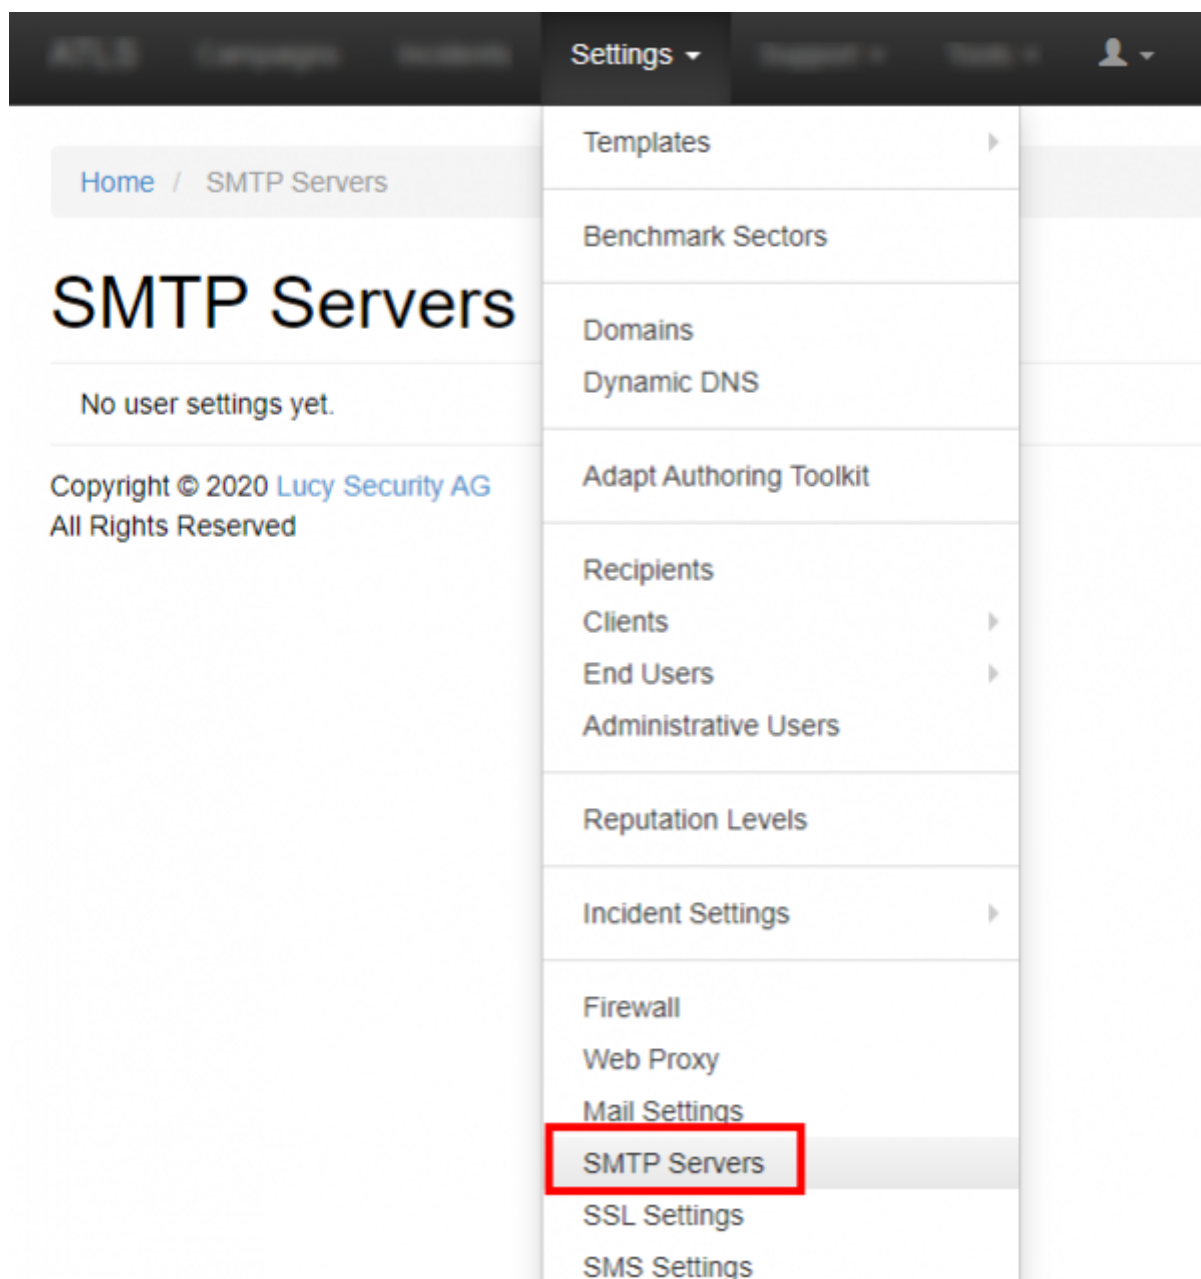 Settings
Home / SMTP Servers
SMTP Servers
No user settings yet.
Copyright © 2020 Lucy Security AG
All Rights Reserved
Templates
Benchmark Sectors
Domains
Dynamic DNS
Adapt Authoring Toolkit
Recipients
Clients
End Users
Administrative Users
Reputation Levels
Incident Settings
Firewall
Web Proxy
Mail Settings
SMTP Servers
SSL Settings
SMS Settings